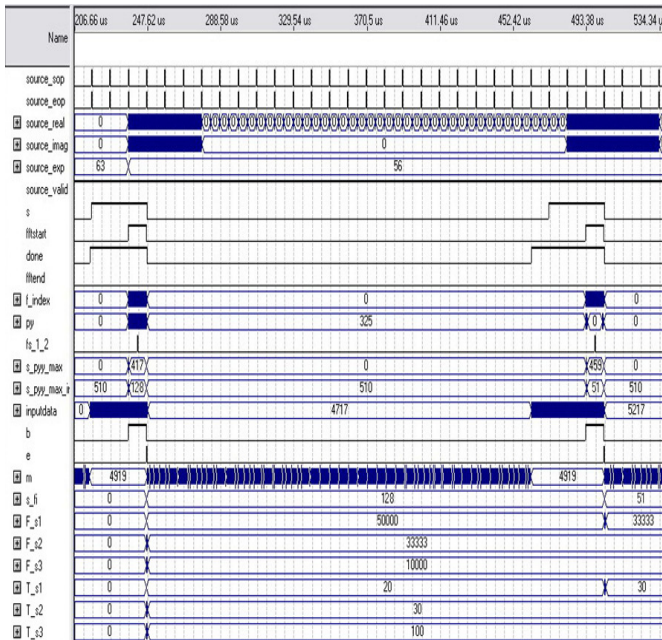 Name
206.66 us 247.62 us 288.58 us 329.54 us 370.5 us 411.46 us 452.42 us 493.38 us 534.34 u
source_sop
source_eop
source_real 0
source_imag 0 0
source_exp 63 56
source_valid
s
fftstart
done
fftend
f_index 0 0 0
py 0 325 0 0
fs_1_2
s_pyy_max 0 417 0 459 0
s_pyy_max_i 510 128 510 51 510
inputdata 0 4717 5217
b
e
m 4919 4919
s_fi 0 128 51
F_s1 0 50000 33333
F_s2 0 33333
F_s3 0 10000
T_s1 0 20 30
T_s2 0 30
T_s3 0 100